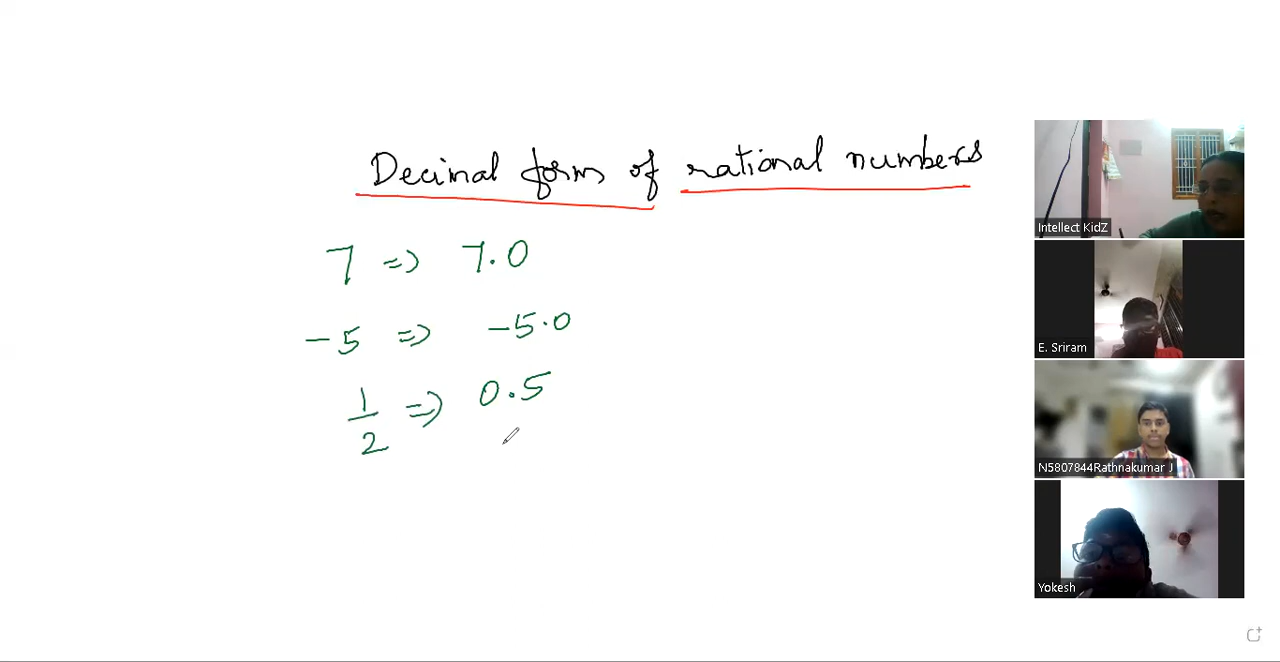 Decimal form of rational numbers
7 => 7.0
-5 => -5.0
1/2 => 0.5
Intellect KidZ
E. Sriram
N5807844Rathnakumar J
Yokesh